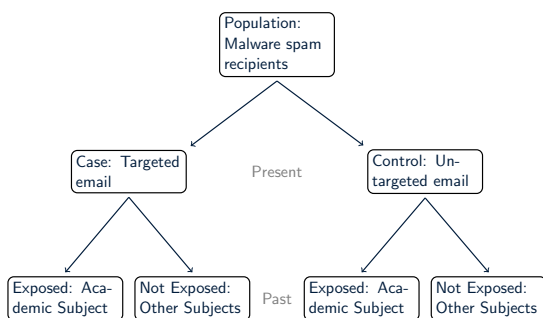 Population:
Malware spam
recipients
Case: Targeted
email
Present
Control: Un-
targeted email
Exposed: Aca-
demic Subject
Not Exposed:
Other Subjects
Past
Exposed: Aca-
demic Subject
Not Exposed:
Other Subjects